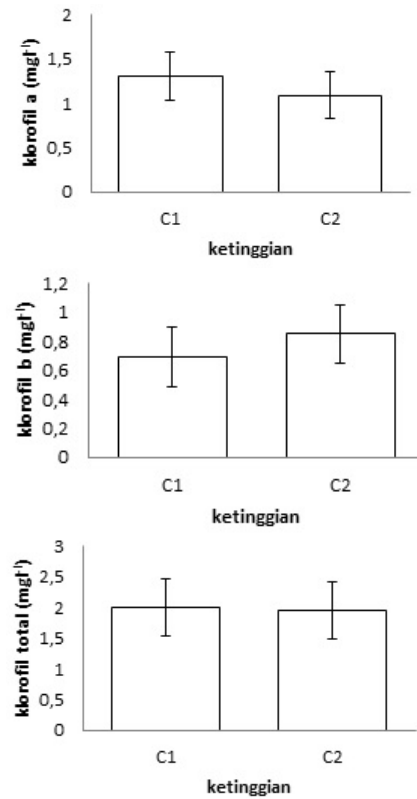 klorofil a (mgl-¹)
2
1,5
1
0,5
0
C1 C2
ketinggian
klorofil b (mgl-¹)
1,2
1
0,8
0,6
0,4
0,2
0
C1 C2
ketinggian
klorofil total (mgl-¹)
3
2,5
2
1,5
1
0,5
0
C1 C2
ketinggian